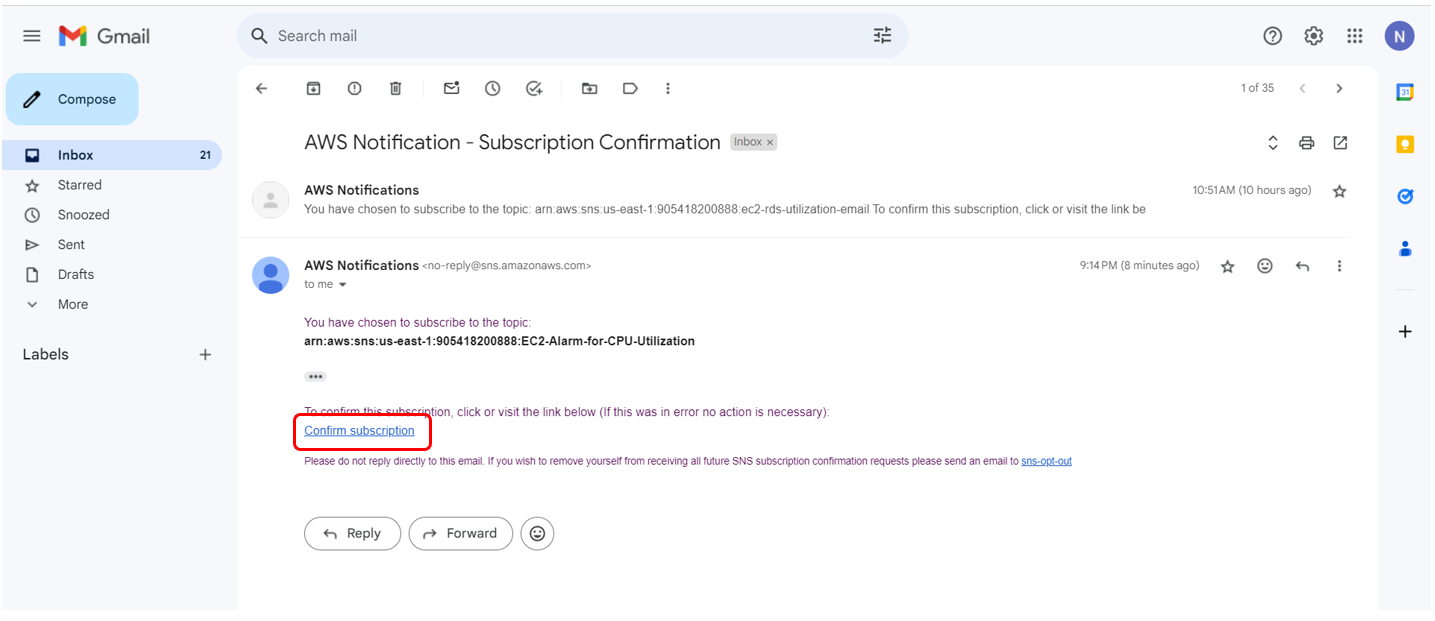 Gmail
Search mail
N
Compose
1 of 35
31
AWS Notification - Subscription Confirmation Inbox ×
Inbox 21
Starred
AWS Notifications 10:51 AM (10 hours ago)
You have chosen to subscribe to the topic: arn:aws:sns:us-east-1:905418200888:ec2-rds-utilization-email To confirm this subscription, click or visit the link be
Snoozed
Sent
Drafts
More
Labels
AWS Notifications <no-reply@sns.amazonaws.com> 9:14 PM (8 minutes ago)
to me
You have chosen to subscribe to the topic:
arn:aws:sns:us-east-1:905418200888:EC2-Alarm-for-CPU-Utilization
To confirm this subscription, click or visit the link below (If this was in error no action is necessary):
Confirm subscription
Please do not reply directly to this email. If you wish to remove yourself from receiving all future SNS subscription confirmation requests please send an email to sns-opt-out
Reply
Forward